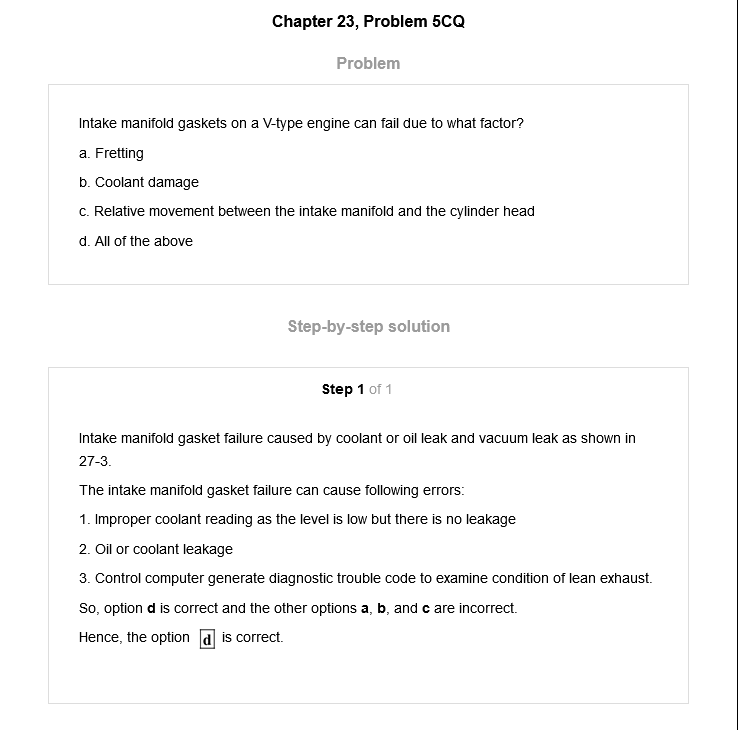 Chapter 23, Problem 5CQ
Problem
Intake manifold gaskets on a V-type engine can fail due to what factor?
a. Fretting
b. Coolant damage
c. Relative movement between the intake manifold and the cylinder head
d. All of the above
Step-by-step solution
Step 1 of 1
Intake manifold gasket failure caused by coolant or oil leak and vacuum leak as shown in
27-3.
The intake manifold gasket failure can cause following errors:
1. Improper coolant reading as the level is low but there is no leakage
2. Oil or coolant leakage
3. Control computer generate diagnostic trouble code to examine condition of lean exhaust.
So, option d is correct and the other options a, b, and c are incorrect.
Hence, the option d is correct.